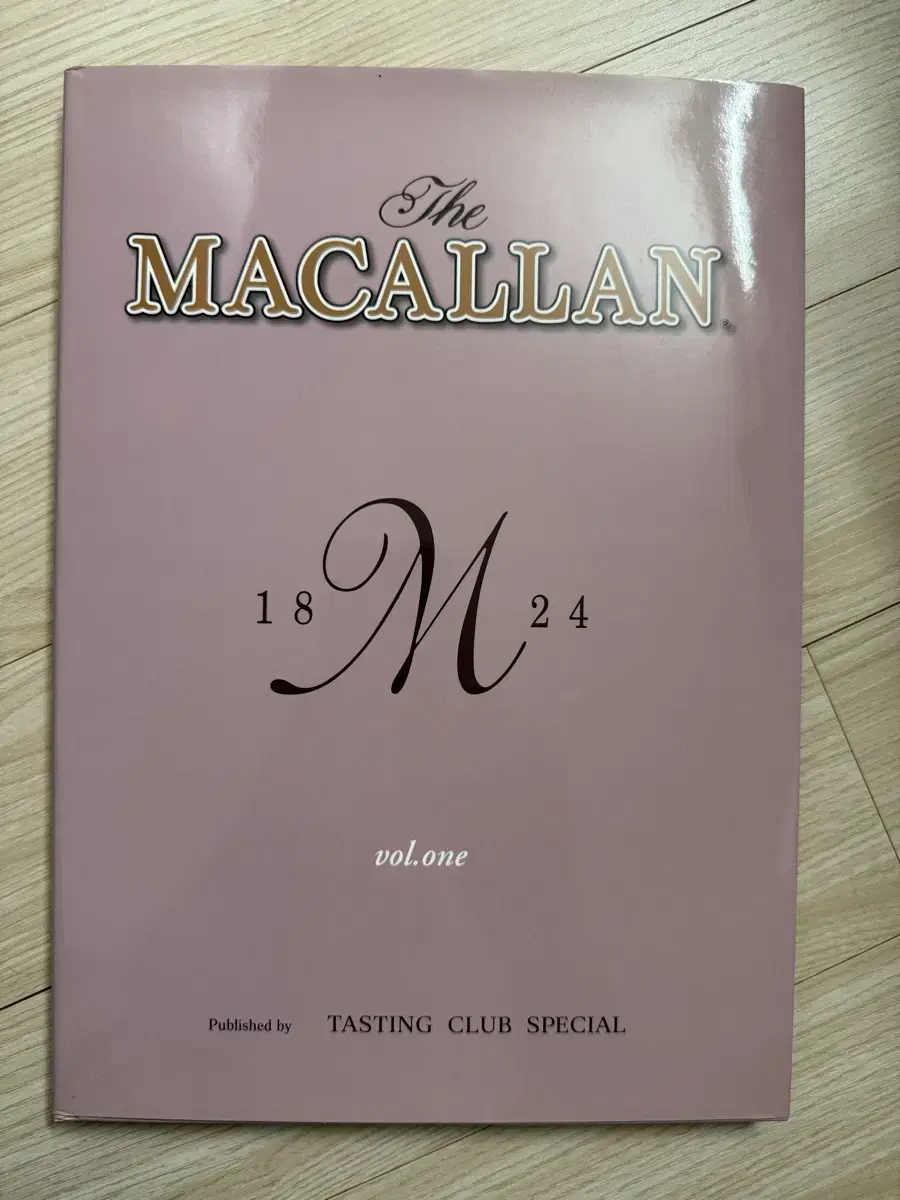 The
MACALLAN®
18 M 24
vol.one
Published by TASTING CLUB SPECIAL